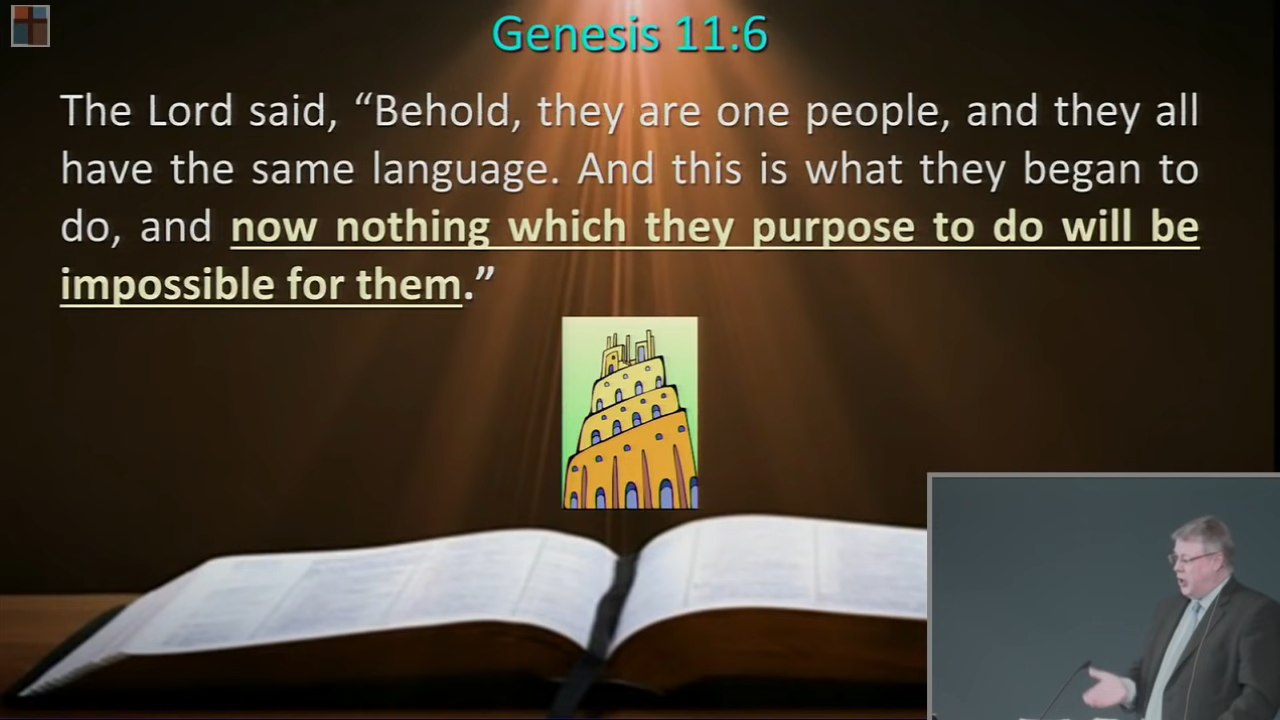 Genesis 11:6
The Lord said, “Behold, they are one people, and they all
have the same language. And this is what they began to
do, and now nothing which they purpose to do will be
impossible for them.”